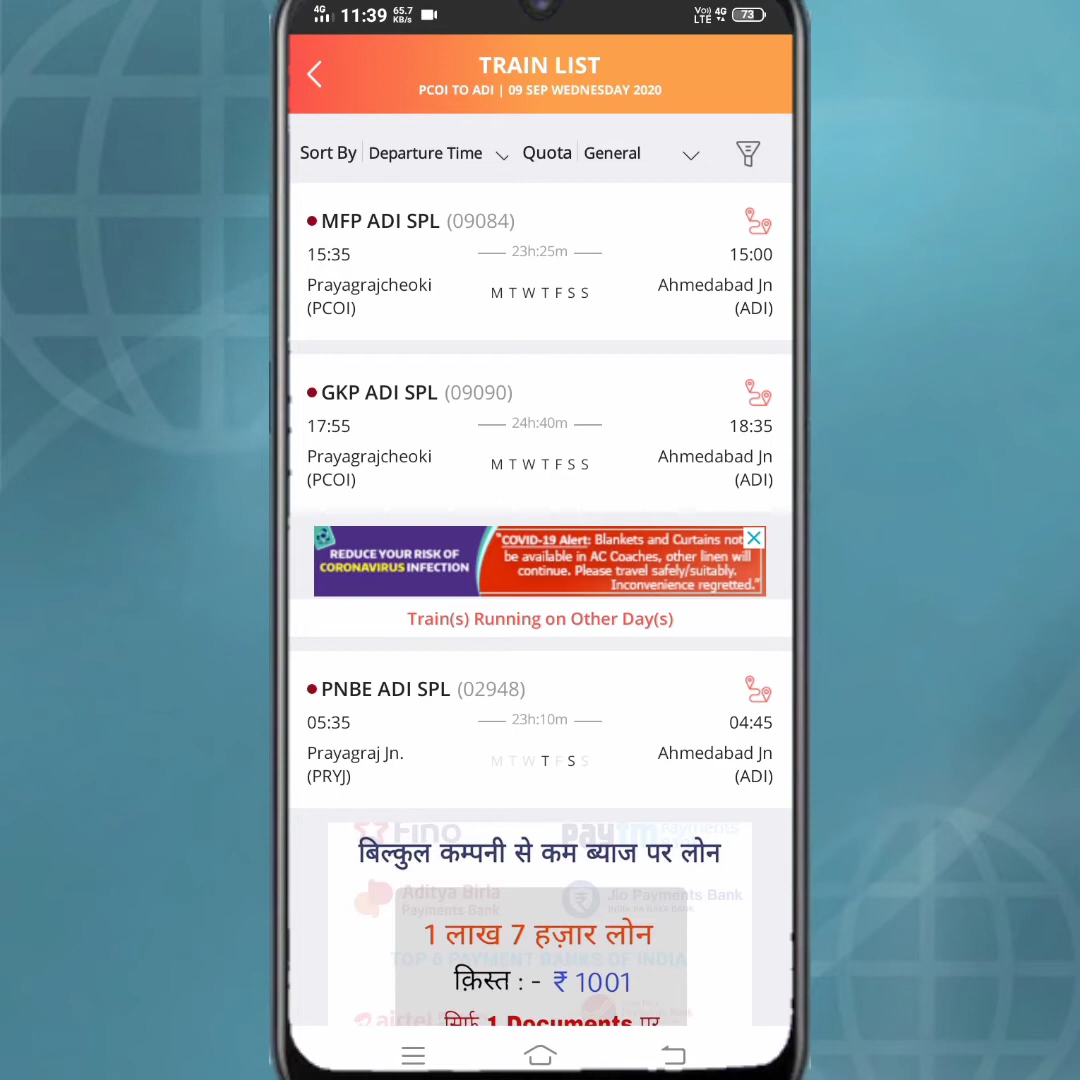 4G 11:39 65.7 KB/s Vo)) LTE 4G 73
TRAIN LIST
PCOI TO ADI | 09 SEP WEDNESDAY 2020
Sort By Departure Time Quota General
MFP ADI SPL (09084)
15:35 23h:25m 15:00
Prayagrajcheoki M T W T F S S Ahmedabad Jn
(PCOI) (ADI)
GKP ADI SPL (09090)
17:55 24h:40m 18:35
Prayagrajcheoki M T W T F S S Ahmedabad Jn
(PCOI) (ADI)
REDUCE YOUR RISK OF
CORONAVIRUS INFECTION
"COVID-19 Alert: Blankets and Curtains not
be available in AC Coaches, other linen will
continue. Please travel safely/suitably.
Inconvenience regretted."
Train(s) Running on Other Day(s)
PNBE ADI SPL (02948)
05:35 23h:10m 04:45
Prayagraj Jn. M T W T F S S Ahmedabad Jn
(PRYJ) (ADI)
Fino paytm payments
बिल्कुल कम्पनी से कम ब्याज पर लोन
Aditya Birla Jio Payments Bank
Payments Bank
1 लाख 7 हज़ार लोन
TOP 6 PAYMENT BANKS OF INDIA
क़िस्त : - ₹ 1001
airtel
सिर्फ 1 Documents पर